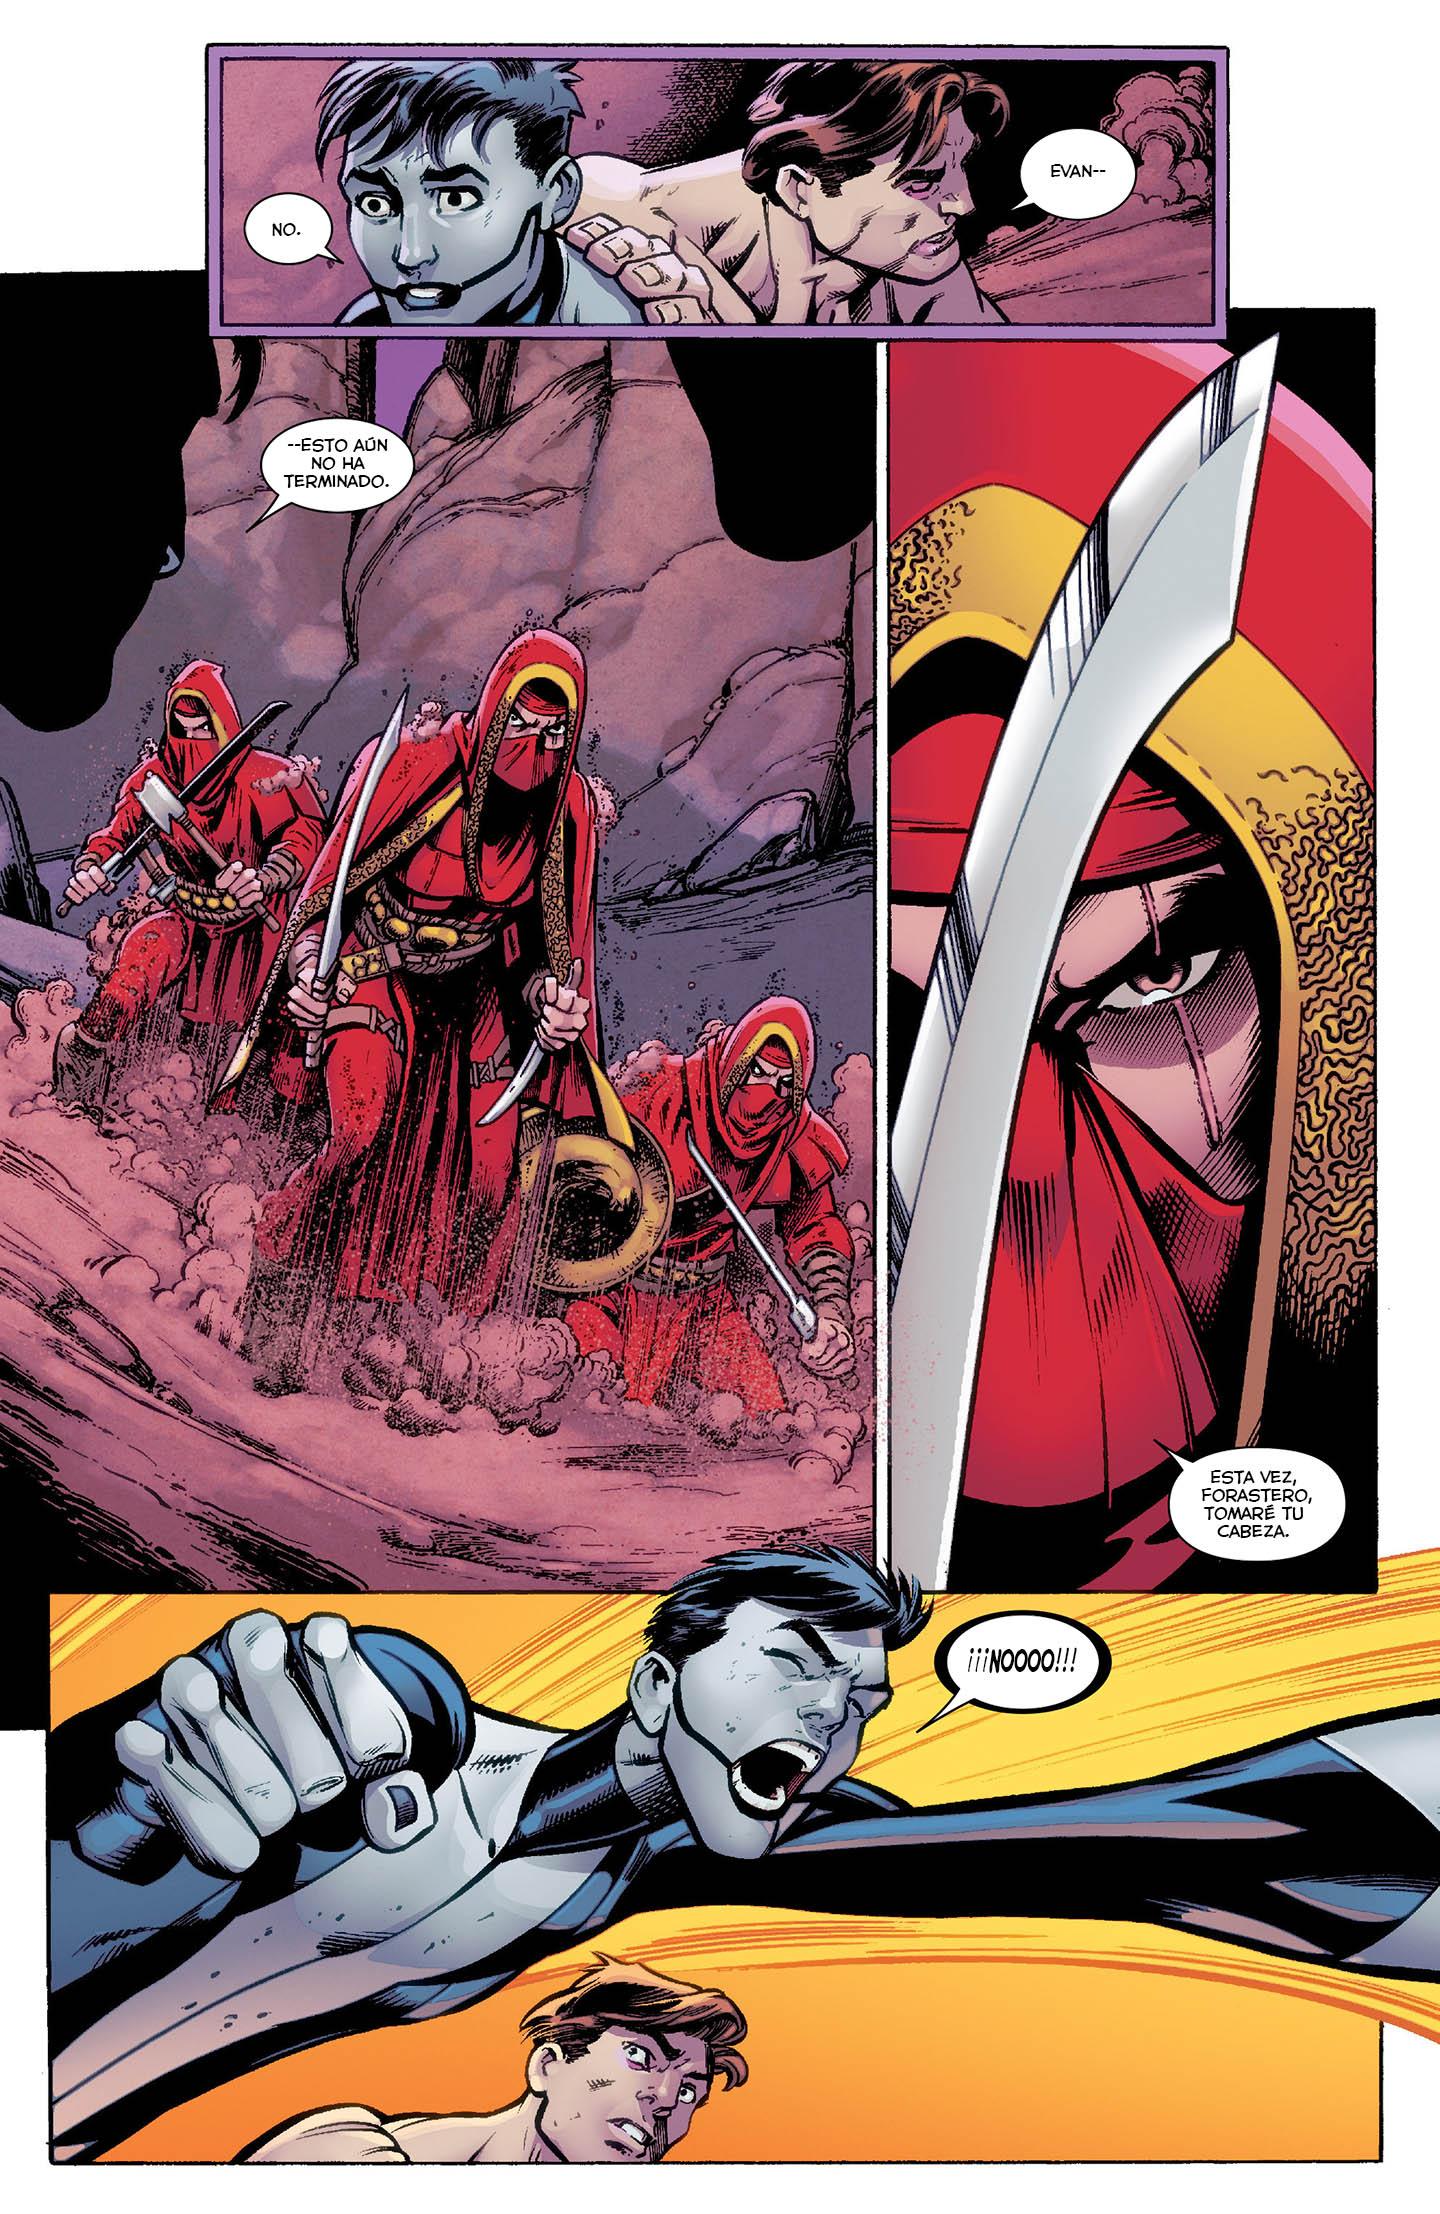 NO.
EVAN--
--ESTO AÚN
NO HA
TERMINADO.
ESTA VEZ,
FORASTERO,
TOMARÉ TU
CABEZA.
¡¡¡NOOOO!!!